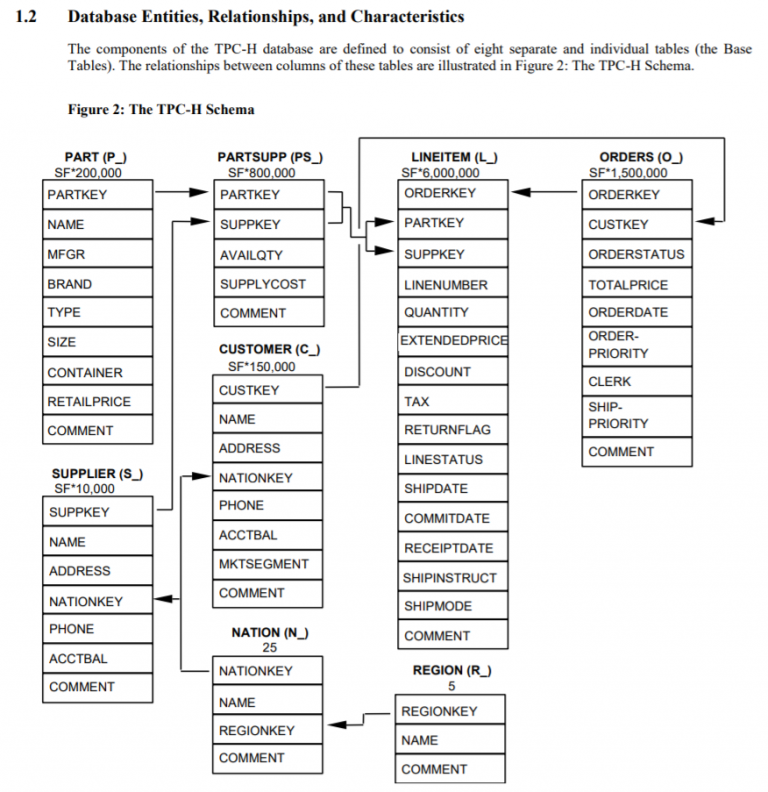 1.2 Database Entities, Relationships, and Characteristics
The components of the TPC-H database are defined to consist of eight separate and individual tables (the Base
Tables). The relationships between columns of these tables are illustrated in Figure 2: The TPC-H Schema.
Figure 2: The TPC-H Schema
PART (P_)
SF*200,000
PARTKEY
NAME
MFGR
BRAND
TYPE
SIZE
CONTAINER
RETAILPRICE
COMMENT
SUPPLIER (S_)
SF*10,000
SUPPKEY
NAME
ADDRESS
NATIONKEY
PHONE
ACCTBAL
COMMENT
PARTSUPP (PS_)
SF*800,000
PARTKEY
SUPPKEY
AVAILQTY
SUPPLYCOST
COMMENT
CUSTOMER (C_)
SF*150,000
CUSTKEY
NAME
ADDRESS
NATIONKEY
PHONE
ACCTBAL
MKTSEGMENT
COMMENT
NATION (N_)
25
NATIONKEY
NAME
REGIONKEY
COMMENT
LINEITEM (L_)
SF*6,000,000
ORDERKEY
PARTKEY
SUPPKEY
LINENUMBER
QUANTITY
EXTENDEDPRICE
DISCOUNT
TAX
RETURNFLAG
LINESTATUS
SHIPDATE
COMMITDATE
RECEIPTDATE
SHIPINSTRUCT
SHIPMODE
COMMENT
REGION (R_)
5
REGIONKEY
NAME
COMMENT
ORDERS (O_)
SF*1,500,000
ORDERKEY
CUSTKEY
ORDERSTATUS
TOTALPRICE
ORDERDATE
ORDER-
PRIORITY
CLERK
SHIP-
PRIORITY
COMMENT